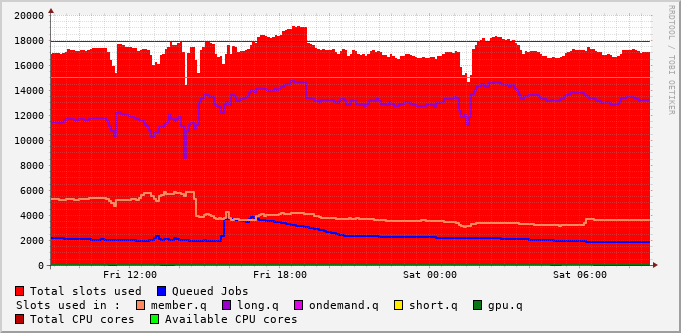 20000
18000
16000
14000
12000
10000
8000
6000
4000
2000
0
Fri 12:00 Fri 18:00 Sat 00:00 Sat 06:00
Total slots used Queued Jobs
Slots used in : member.q long.q ondemand.q short.q gpu.q
Total CPU cores Available CPU cores
RRDTOOL / TOBI OETIKER